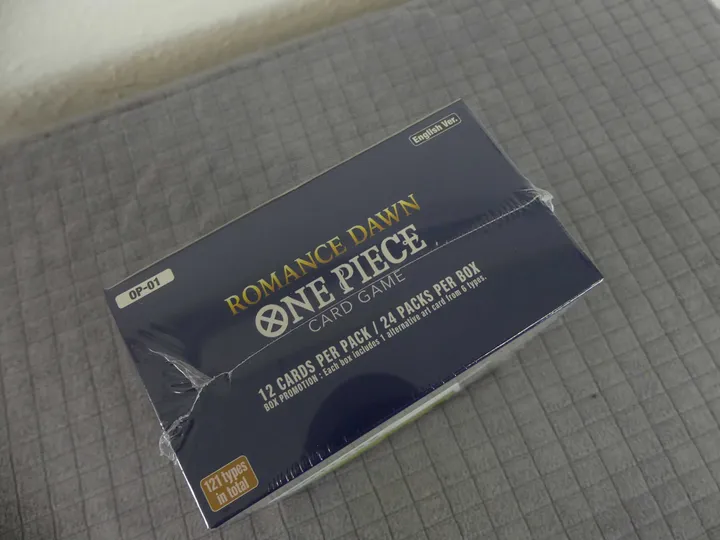 English Ver.
OP-01
ROMANCE DAWN
ONE PIECE
CARD GAME
12 CARDS PER PACK / 24 PACKS PER BOX
BOX PROMOTION : Each box includes 1 alternative art card from 6 types.
121 types
in total